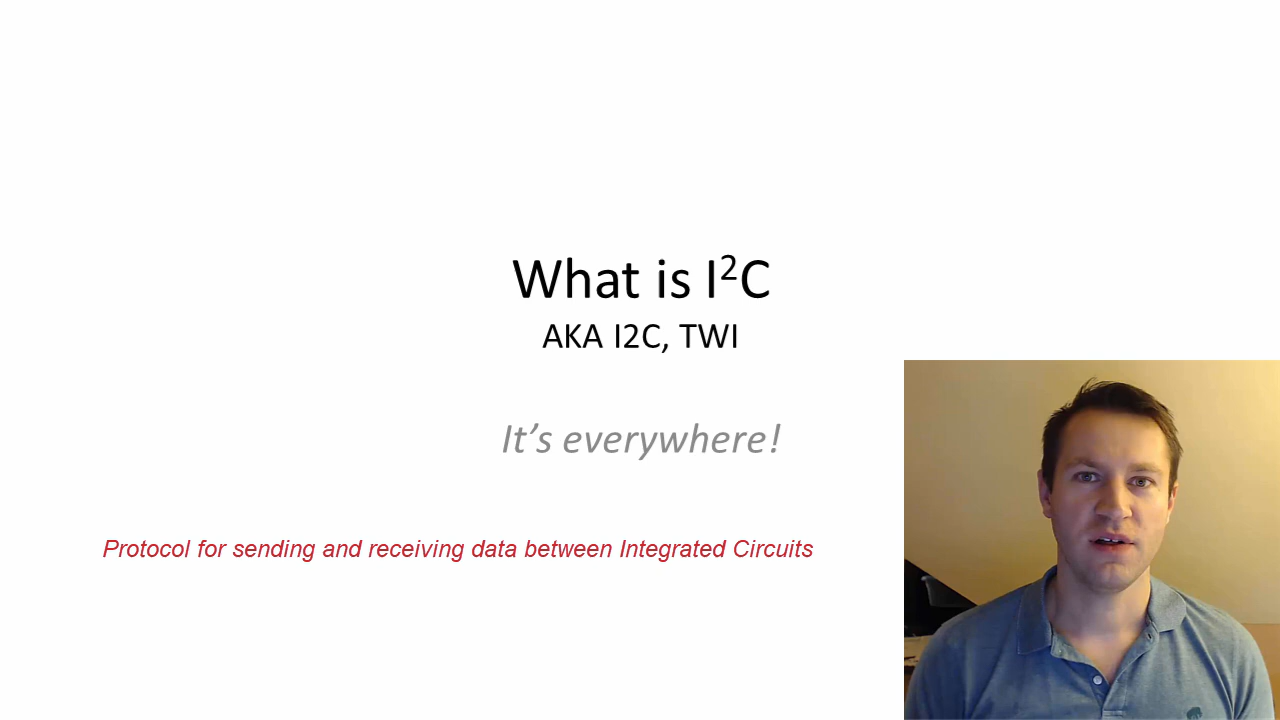 What is I²C
AKA I2C, TWI
It's everywhere!
Protocol for sending and receiving data between Integrated Circuits